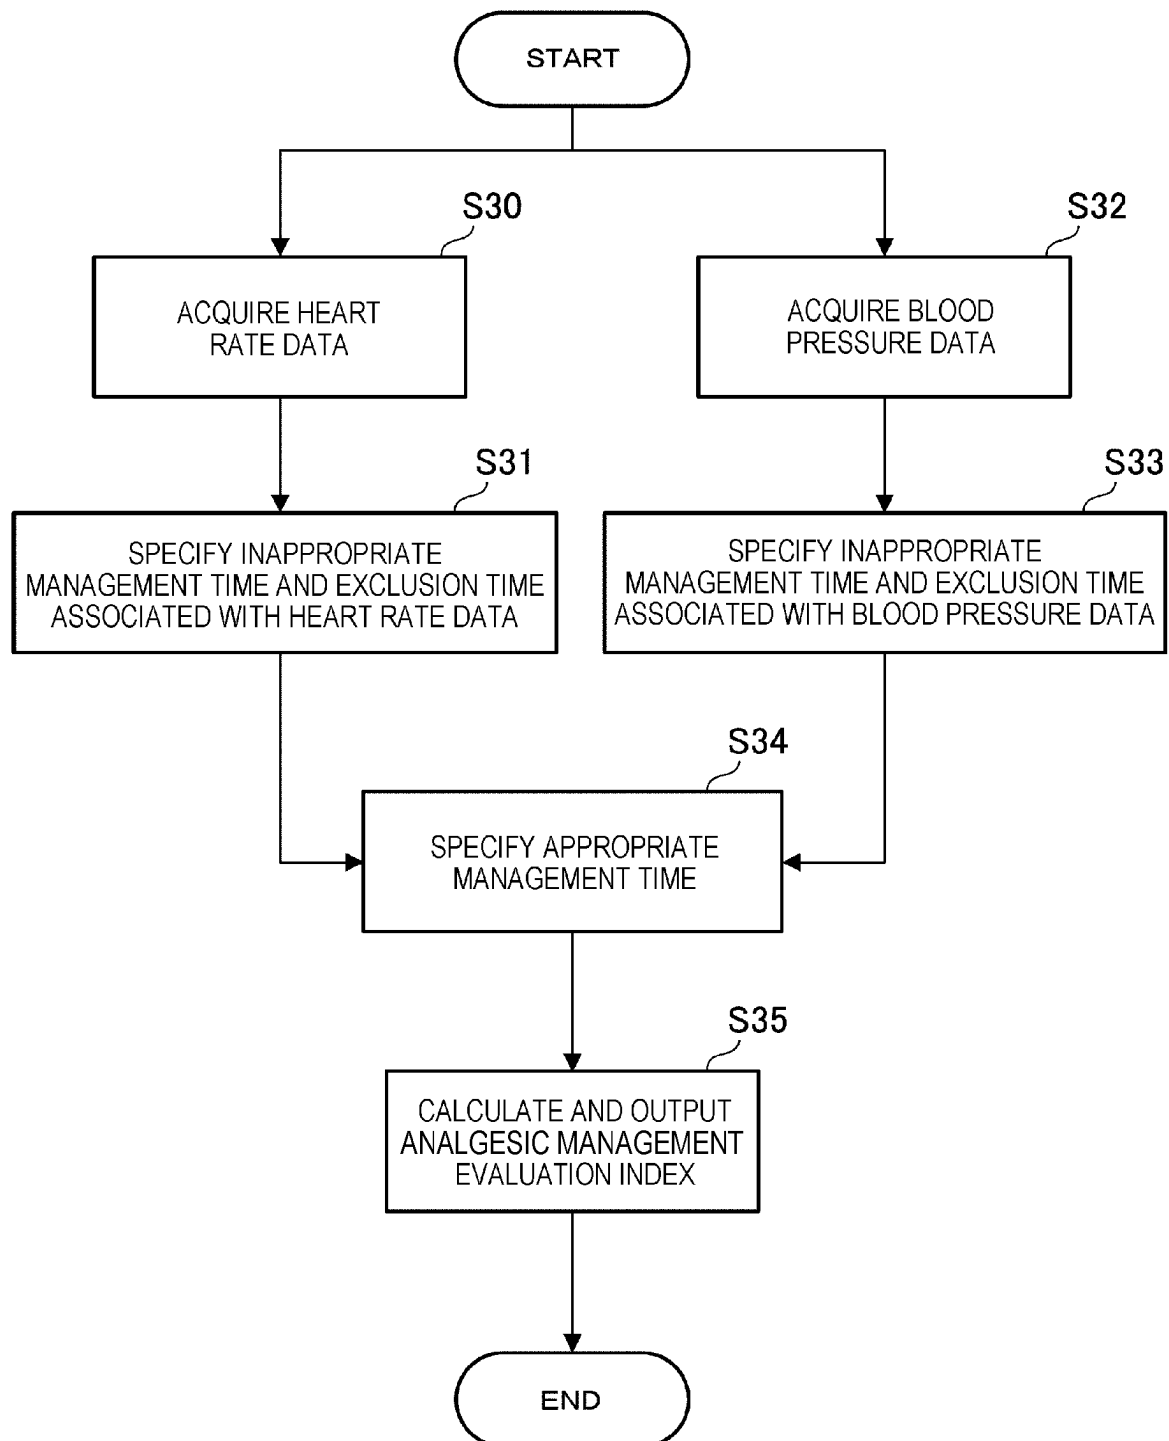 START
S30
ACQUIRE HEART
RATE DATA
S32
ACQUIRE BLOOD
PRESSURE DATA
S31
SPECIFY INAPPROPRIATE
MANAGEMENT TIME AND EXCLUSION TIME
ASSOCIATED WITH HEART RATE DATA
S33
SPECIFY INAPPROPRIATE
MANAGEMENT TIME AND EXCLUSION TIME
ASSOCIATED WITH BLOOD PRESSURE DATA
S34
SPECIFY APPROPRIATE
MANAGEMENT TIME
S35
CALCULATE AND OUTPUT
ANALGESIC MANAGEMENT
EVALUATION INDEX
END